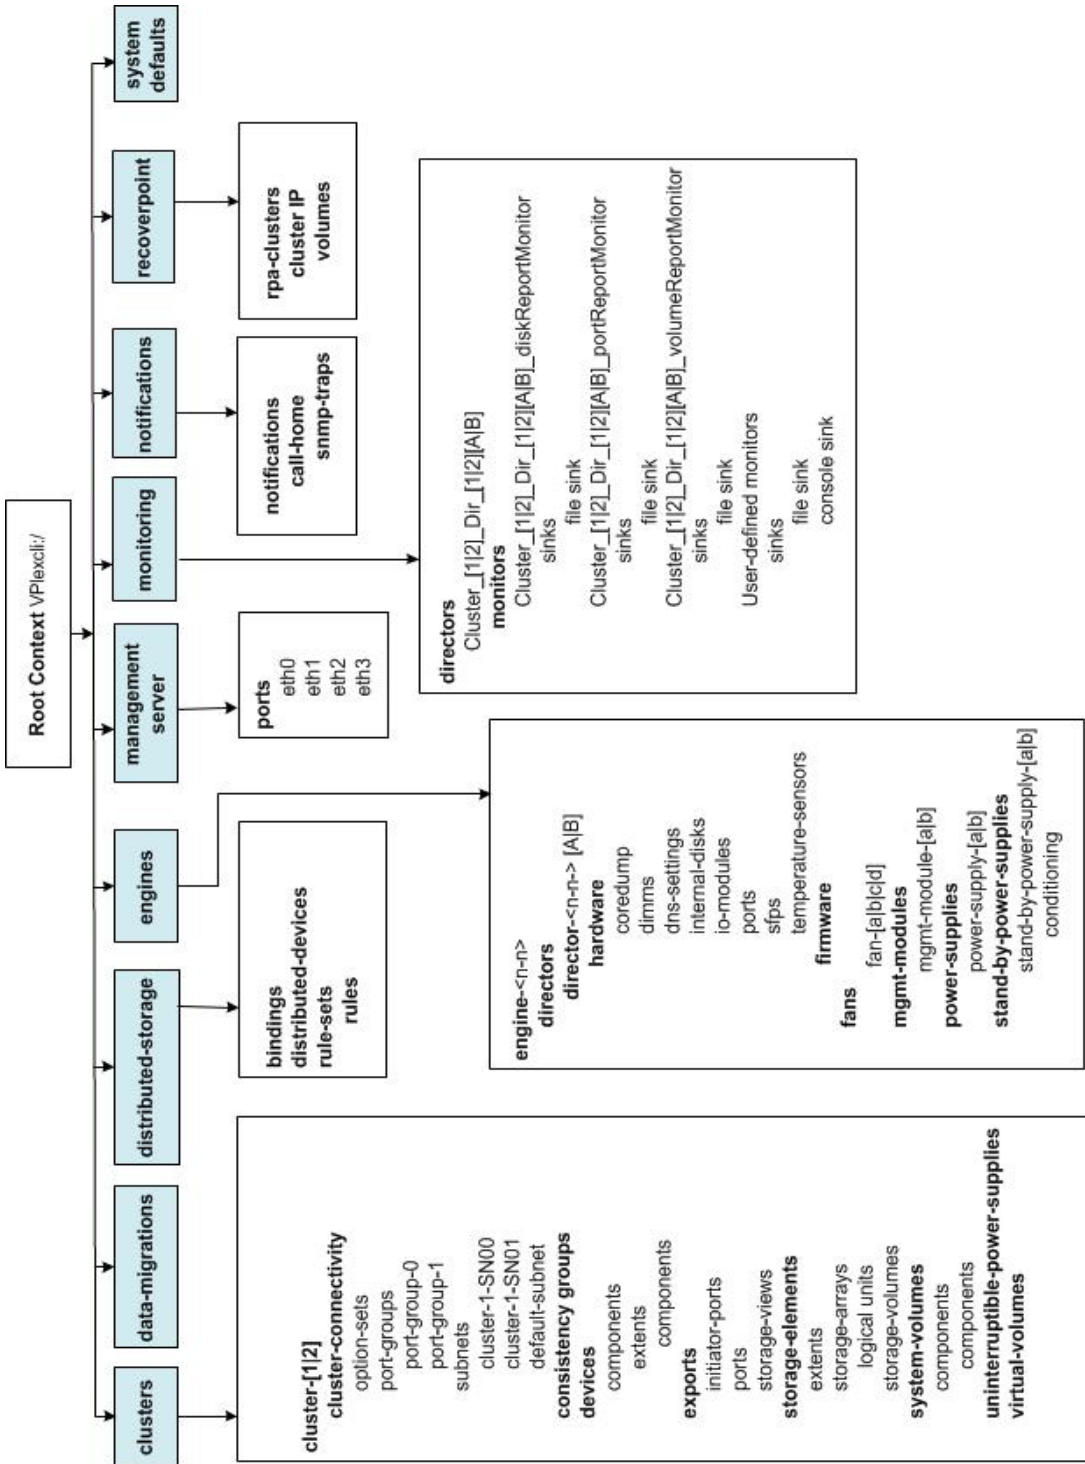 Root Context VPlexcli:/
clusters
data-migrations
distributed-storage
engines
management
server
monitoring
notifications
recoverpoint
system
defaults
cluster-[1|2]
cluster-connectivity
option-sets
port-groups
port-group-0
port-group-1
subnets
cluster-1-SN00
cluster-1-SN01
default-subnet
consistency groups
devices
components
extents
components
exports
initiator-ports
ports
storage-views
storage-elements
extents
storage-arrays
logical units
storage-volumes
system-volumes
components
components
uninterruptible-power-supplies
virtual-volumes
bindings
distributed-devices
rule-sets
rules
engine-<n-n>
directors
director-<n-n-> [A|B]
hardware
coredump
dimms
dns-settings
internal-disks
io-modules
ports
sfps
temperature-sensors
firmware
fans
fan-[a|b|c|d]
mgmt-modules
mgmt-module-[a|b]
power-supplies
power-supply-[a|b]
stand-by-power-supplies
stand-by-power-supply-[a|b]
conditioning
ports
eth0
eth1
eth2
eth3
directors
Cluster_[1|2]_Dir_[1|2][A|B]
monitors
Cluster_[1|2]_Dir_[1|2][A|B]_diskReportMonitor
sinks
file sink
Cluster_[1|2]_Dir_[1|2][A|B]_portReportMonitor
sinks
file sink
Cluster_[1|2]_Dir_[1|2][A|B]_volumeReportMonitor
sinks
file sink
User-defined monitors
sinks
file sink
console sink
notifications
call-home
snmp-traps
rpa-clusters
cluster IP
volumes